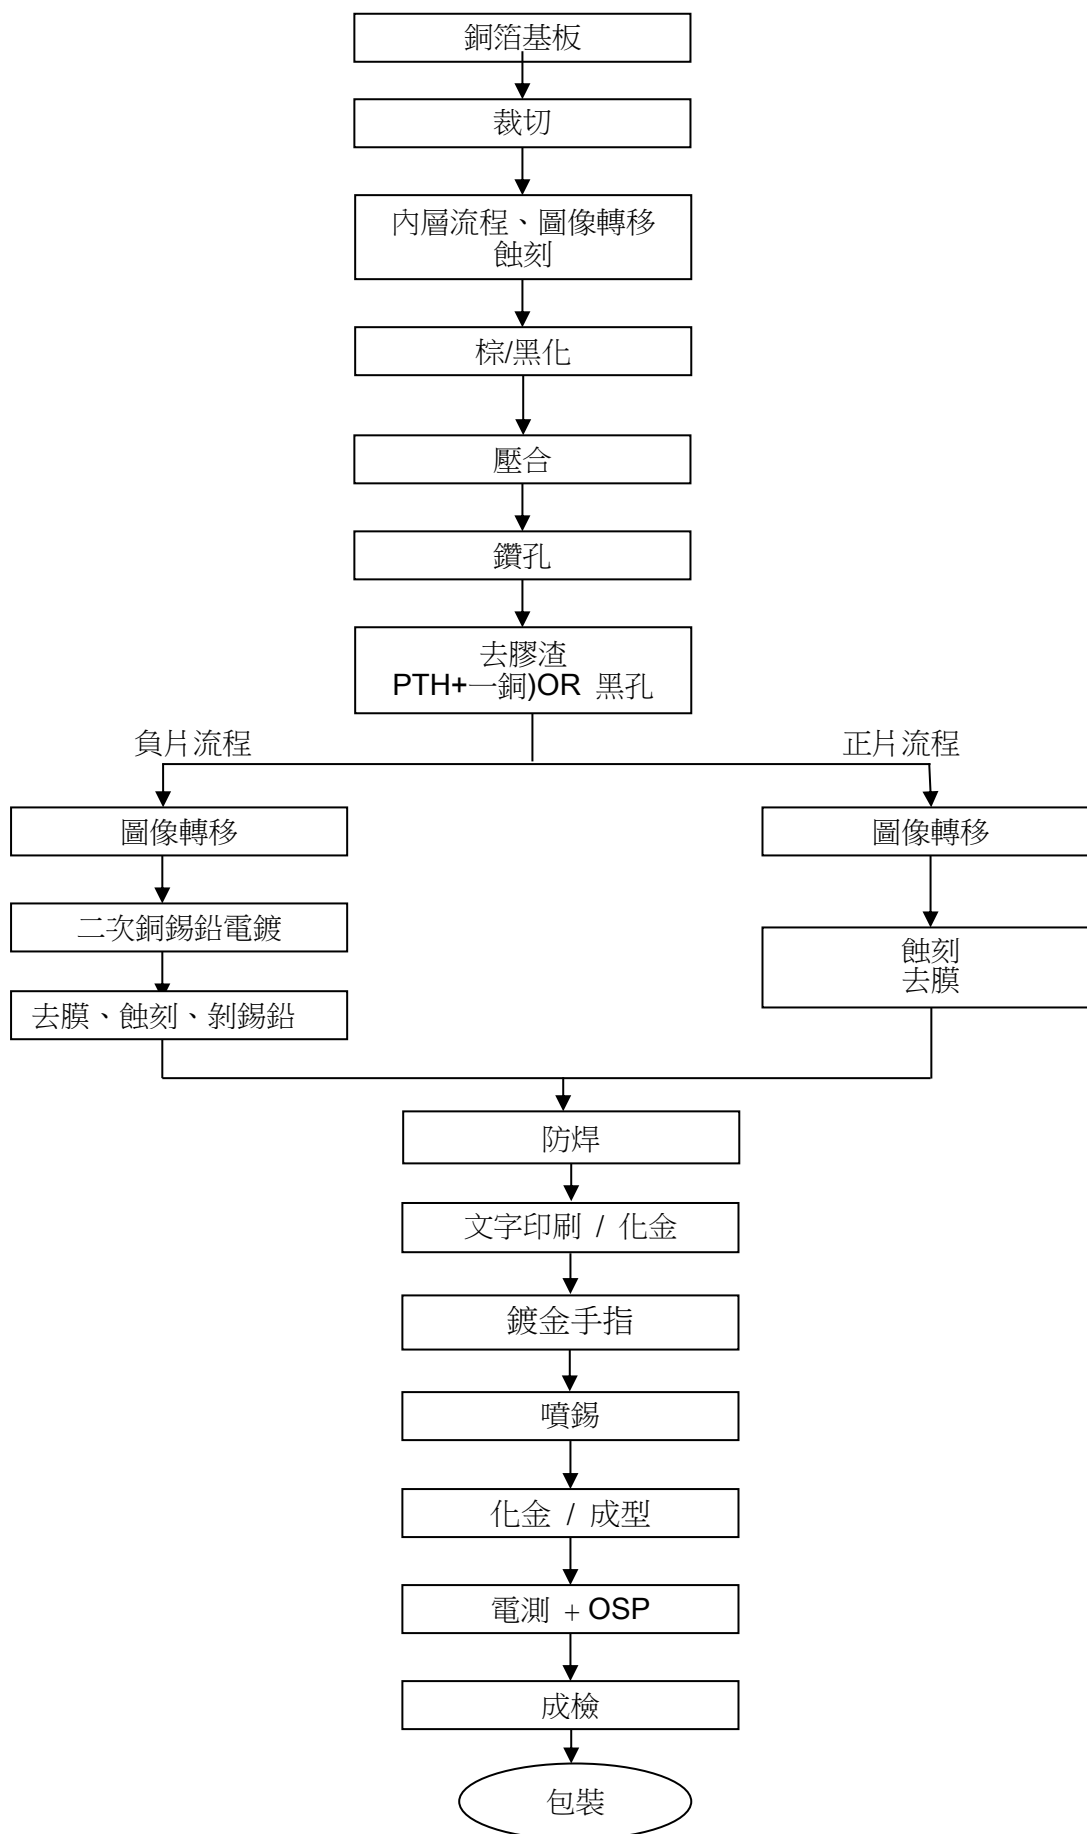 銅箔基板
裁切
內層流程、圖像轉移
蝕刻
棕/黑化
壓合
鑽孔
去膠渣
PTH+一銅)OR 黑孔
負片流程
正片流程
圖像轉移
圖像轉移
二次銅錫鉛電鍍
蝕刻
去膜
去膜、蝕刻、剝錫鉛
防焊
文字印刷 / 化金
鍍金手指
噴錫
化金 / 成型
電測 + OSP
成檢
包裝